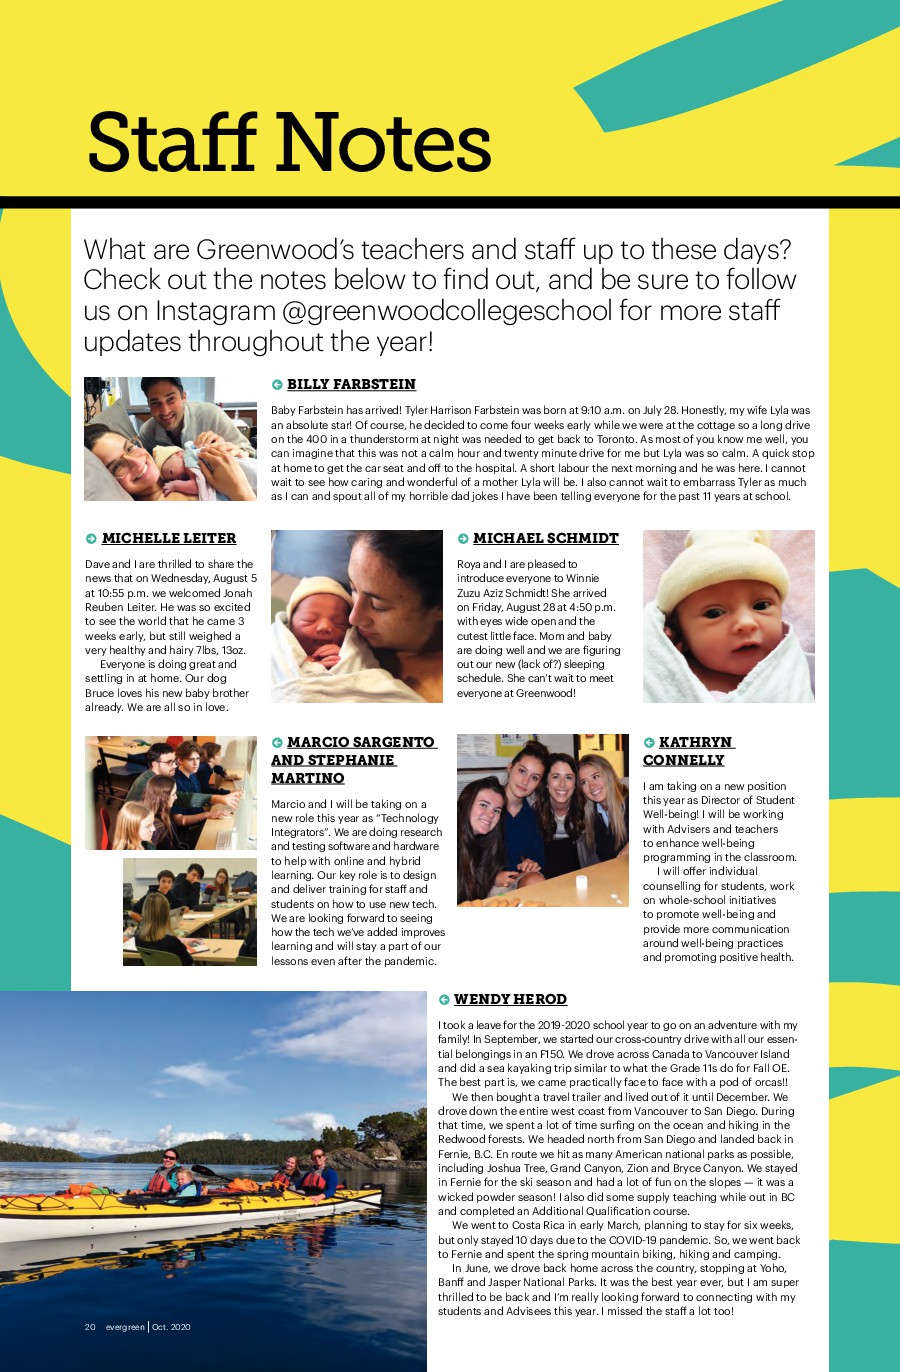 Staff Notes
What are Greenwood’s teachers and staff up to these days?
Check out the notes below to find out, and be sure to follow
us on Instagram @greenwoodcollegeschool for more staff
updates throughout the year!
BILLY FARBSTEIN
Baby Farbstein has arrived! Tyler Harrison Farbstein was born at 9:10 a.m. on July 28. Honestly, my wife Lyla was
an absolute star! Of course, he decided to come four weeks early while we were at the cottage so a long drive
on the 400 in a thunderstorm at night was needed to get back to Toronto. As most of you know me well, you
can imagine that this was not a calm hour and twenty minute drive for me but Lyla was so calm. A quick stop
at home to get the car seat and off to the hospital. A short labour the next morning and he was here. I cannot
wait to see how caring and wonderful of a mother Lyla will be. I also cannot wait to embarrass Tyler as much
as I can and spout all of my horrible dad jokes I have been telling everyone for the past 11 years at school.
MICHELLE LEITER
Dave and I are thrilled to share the
news that on Wednesday, August 5
at 10:55 p.m. we welcomed Jonah
Reuben Leiter. He was so excited
to see the world that he came 3
weeks early, but still weighed a
very healthy and hairy 7lbs, 13oz.
Everyone is doing great and
settling in at home. Our dog
Bruce loves his new baby brother
already. We are all so in love.
MICHAEL SCHMIDT
Roya and I are pleased to
introduce everyone to Winnie
Zuzu Aziz Schmidt! She arrived
on Friday, August 28 at 4:50 p.m.
with eyes wide open and the
cutest little face. Mom and baby
are doing well and we are figuring
out our new (lack of?) sleeping
schedule. She can’t wait to meet
everyone at Greenwood!
MARCIO SARGENTO
AND STEPHANIE
MARTINO
Marcio and I will be taking on a
new role this year as “Technology
Integrators”. We are doing research
and testing software and hardware
to help with online and hybrid
learning. Our key role is to design
and deliver training for staff and
students on how to use new tech.
We are looking forward to seeing
how the tech we’ve added improves
learning and will stay a part of our
lessons even after the pandemic.
KATHRYN
CONNELLY
I am taking on a new position
this year as Director of Student
Well-being! I will be working
with Advisers and teachers
to enhance well-being
programming in the classroom.
I will offer individual
counselling for students, work
on whole-school initiatives
to promote well-being and
provide more communication
around well-being practices
and promoting positive health.
WENDY HEROD
I took a leave for the 2019-2020 school year to go on an adventure with my
family! In September, we started our cross-country drive with all our essen-
tial belongings in an F150. We drove across Canada to Vancouver Island
and did a sea kayaking trip similar to what the Grade 11s do for Fall OE.
The best part is, we came practically face to face with a pod of orcas!!
We then bought a travel trailer and lived out of it until December. We
drove down the entire west coast from Vancouver to San Diego. During
that time, we spent a lot of time surfing on the ocean and hiking in the
Redwood forests. We headed north from San Diego and landed back in
Fernie, B.C. En route we hit as many American national parks as possible,
including Joshua Tree, Grand Canyon, Zion and Bryce Canyon. We stayed
in Fernie for the ski season and had a lot of fun on the slopes — it was a
wicked powder season! I also did some supply teaching while out in BC
and completed an Additional Qualification course.
We went to Costa Rica in early March, planning to stay for six weeks,
but only stayed 10 days due to the COVID-19 pandemic. So, we went back
to Fernie and spent the spring mountain biking, hiking and camping.
In June, we drove back home across the country, stopping at Yoho,
Banff and Jasper National Parks. It was the best year ever, but I am super
thrilled to be back and I’m really looking forward to connecting with my
students and Advisees this year. I missed the staff a lot too!
20 evergreen | Oct. 2020